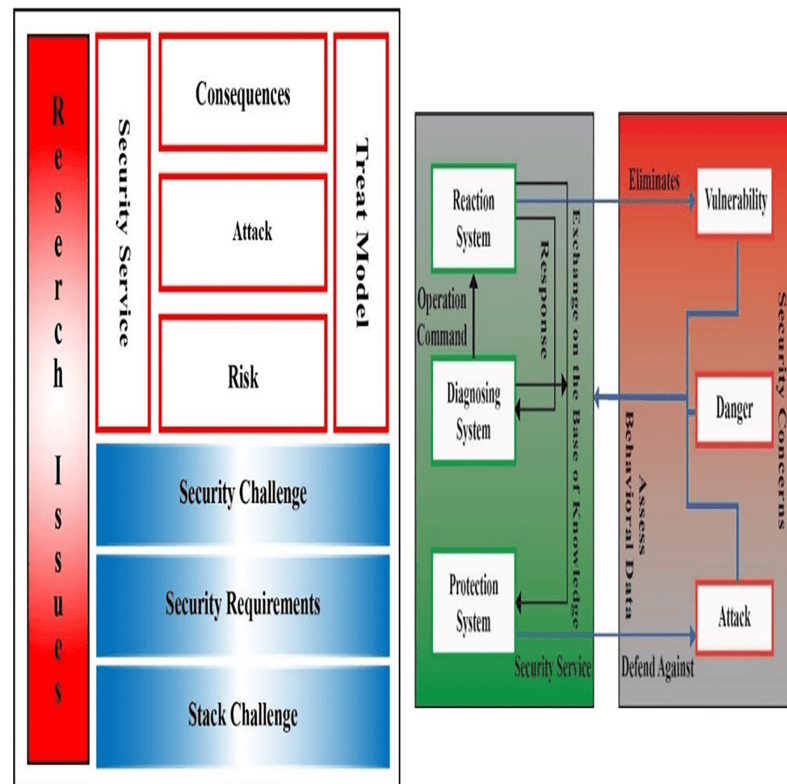 Reserch Issues
Security Service
Consequences
Attack
Risk
Treat Model
Security Challenge
Security Requirements
Stack Challenge
Reaction
System
Operation
Command
Diagnosing
System
Protection
System
Response
Exchange on the Base of Knowledge
Security Service
Eliminates
Vulnerability
Danger
Attack
Security Concerns
Assess
Behavioral Data
Defend Against